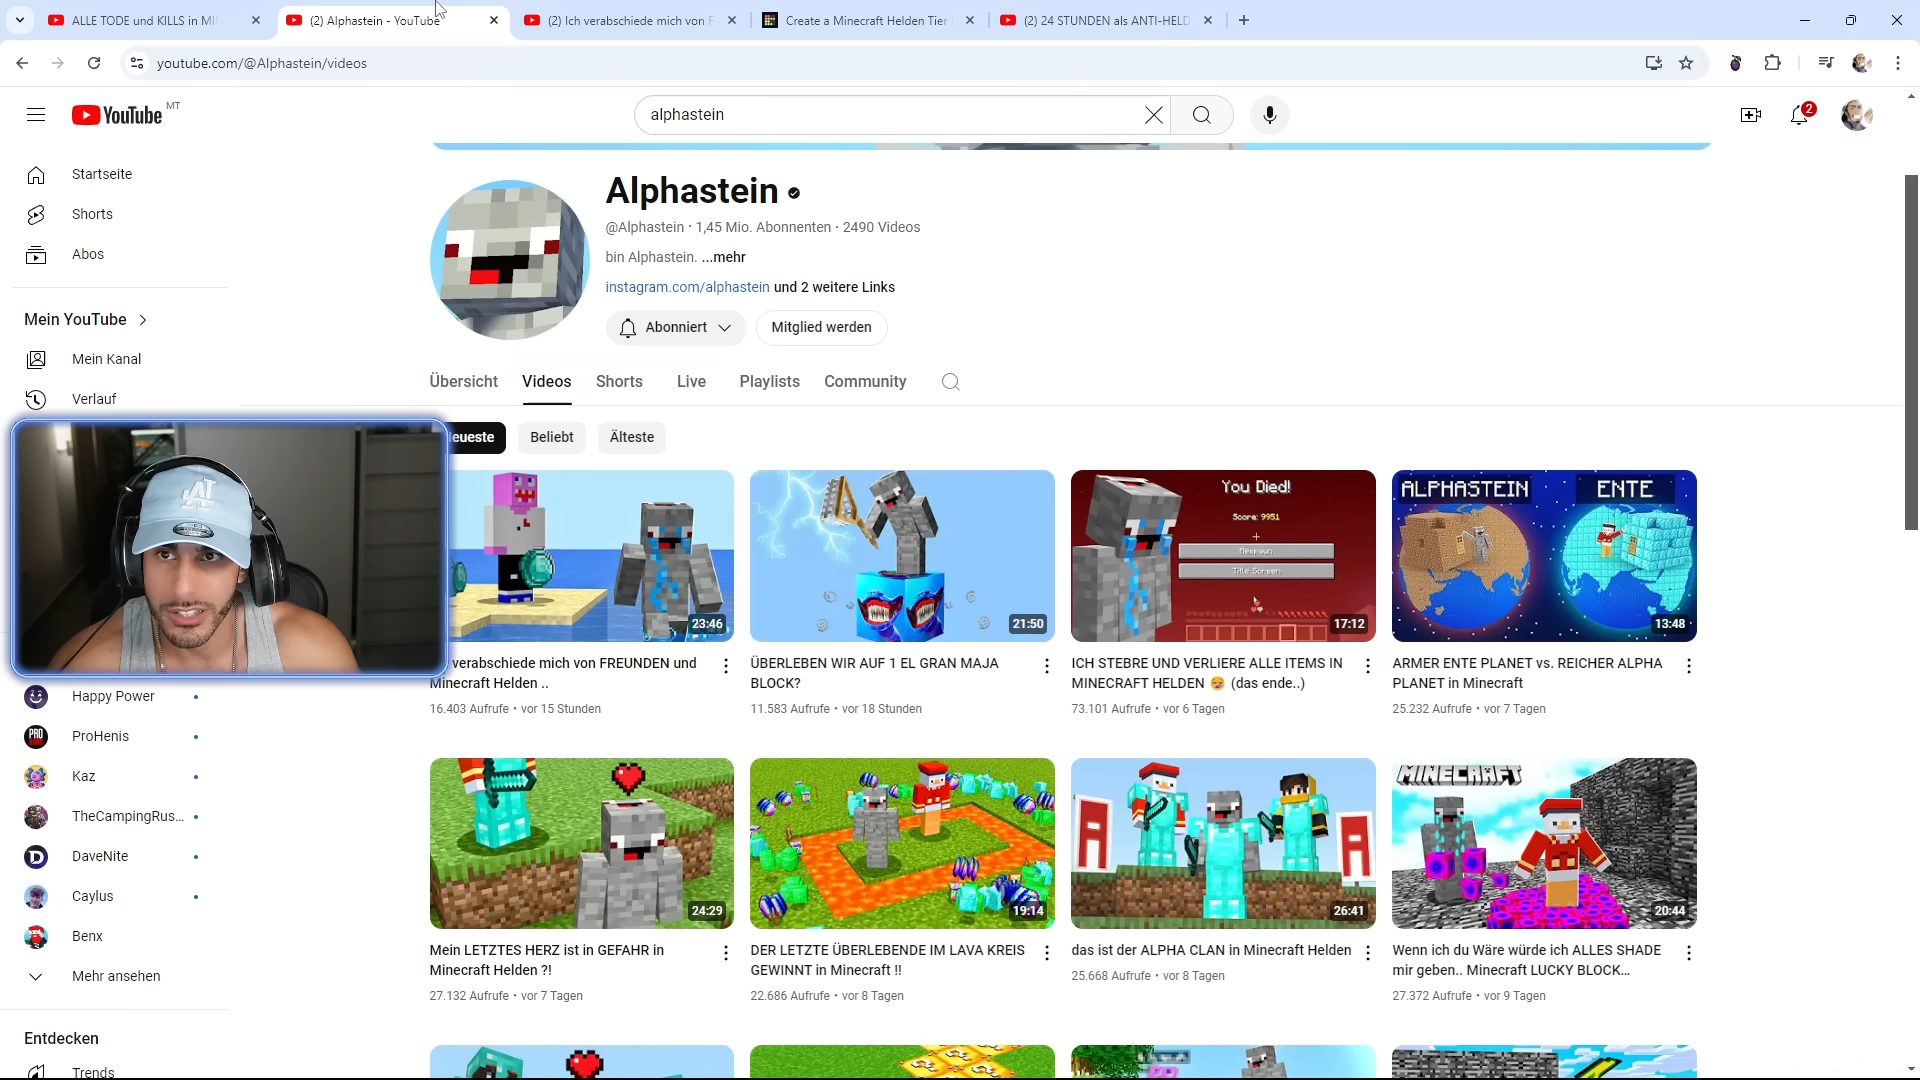 ALLE TODE und KILLS in MI
(2) Alphastein - YouTube
(2) Ich verabschiede mich von F
Create a Minecraft Helden Tier
(2) 24 STUNDEN als ANTI-HELD
youtube.com/@Alphastein/videos
YouTube MT
alphastein
2
Startseite
Shorts
Abos
Mein YouTube
Mein Kanal
Verlauf
Happy Power
ProHenis
Kaz
TheCampingRus...
DaveNite
Caylus
Benx
Mehr ansehen
Entdecken
Trends
Alphastein
@Alphastein · 1,45 Mio. Abonnenten · 2490 Videos
bin Alphastein. ...mehr
instagram.com/alphastein und 2 weitere Links
Abonniert
Mitglied werden
Übersicht
Videos
Shorts
Live
Playlists
Community
eueste
Beliebt
Älteste
23:46
verabschiede mich von FREUNDEN und
Minecraft Helden ..
16.403 Aufrufe · vor 15 Stunden
21:50
ÜBERLEBEN WIR AUF 1 EL GRAN MAJA
BLOCK?
11.583 Aufrufe · vor 18 Stunden
You Died!
Score: 9951
Respawn
Title Screen
17:12
ICH STEBRE UND VERLIERE ALLE ITEMS IN
MINECRAFT HELDEN 😪 (das ende..)
73.101 Aufrufe · vor 6 Tagen
ALPHASTEIN
ENTE
13:48
ARMER ENTE PLANET vs. REICHER ALPHA
PLANET in Minecraft
25.232 Aufrufe · vor 7 Tagen
24:29
Mein LETZTES HERZ ist in GEFAHR in
Minecraft Helden ?!
27.132 Aufrufe · vor 7 Tagen
19:14
DER LETZTE ÜBERLEBENDE IM LAVA KREIS
GEWINNT in Minecraft !!
22.686 Aufrufe · vor 8 Tagen
A
A
26:41
das ist der ALPHA CLAN in Minecraft Helden
25.668 Aufrufe · vor 8 Tagen
MINECRAFT
20:44
Wenn ich du Wäre würde ich ALLES SHADE
mir geben.. Minecraft LUCKY BLOCK...
27.372 Aufrufe · vor 9 Tagen